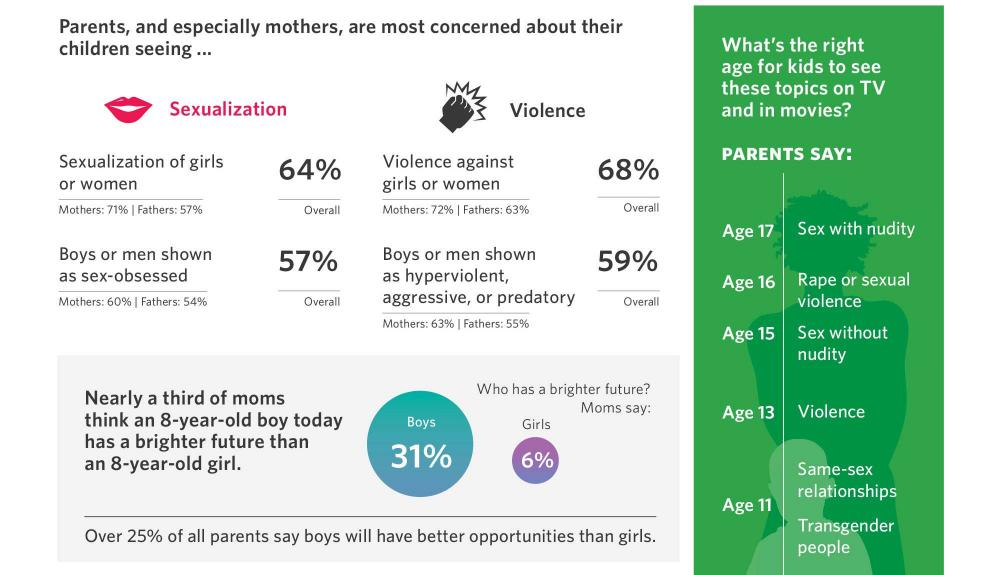 Parents, and especially mothers, are most concerned about their
children seeing ...
Sexualization
Sexualization of girls
or women
64%
Mothers: 71% | Fathers: 57%
Overall
Boys or men shown
as sex-obsessed
57%
Mothers: 60% | Fathers: 54%
Overall
Violence
Violence against
girls or women
68%
Mothers: 72% | Fathers: 63%
Overall
Boys or men shown
as hyperviolent,
aggressive, or predatory
59%
Mothers: 63% | Fathers: 55%
Overall
Nearly a third of moms
think an 8-year-old boy today
has a brighter future than
an 8-year-old girl.
Who has a brighter future?
Moms say:
Boys
31%
Girls
6%
Over 25% of all parents say boys will have better opportunities than girls.
What's the right
age for kids to see
these topics on TV
and in movies?
PARENTS SAY:
Age 17 Sex with nudity
Age 16 Rape or sexual
violence
Age 15 Sex without
nudity
Age 13 Violence
Age 11
Same-sex
relationships
Transgender
people